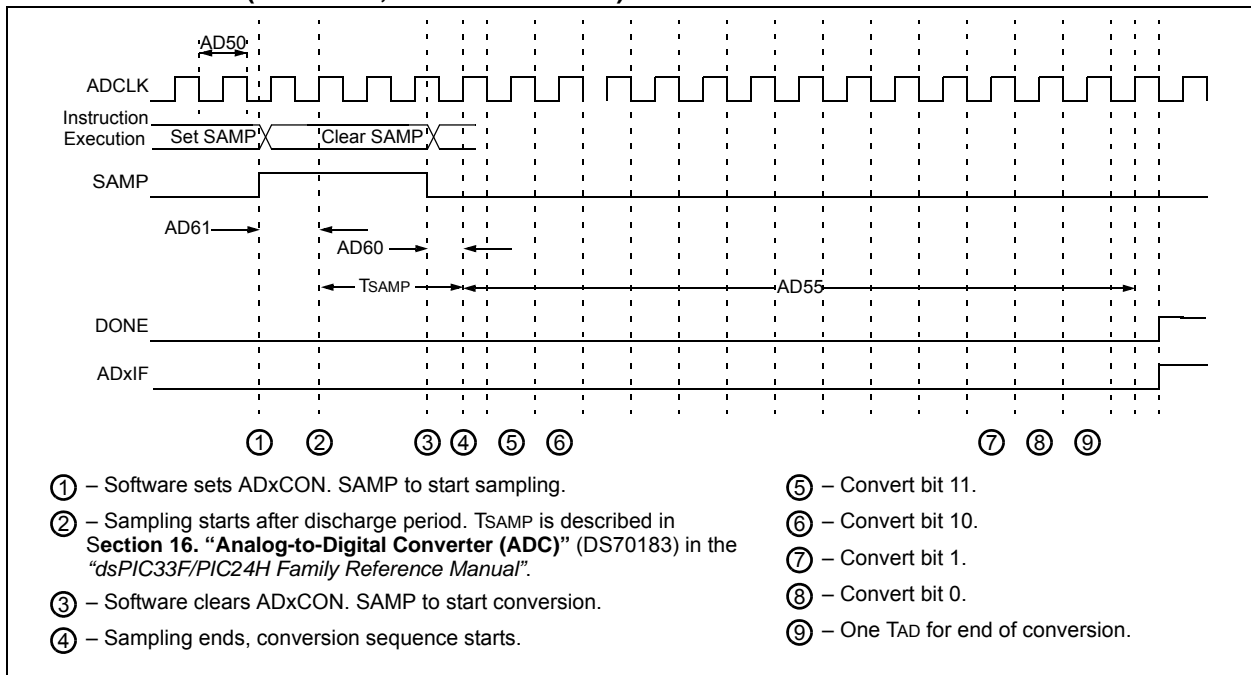 AD50
ADCLK
Instruction
Execution
Set SAMP
Clear SAMP
SAMP
AD61
AD60
TSAMP
AD55
DONE
ADxIF
1 2 3 4 5 6 7 8 9
1 – Software sets ADxCON. SAMP to start sampling.
2 – Sampling starts after discharge period. TSAMP is described in
Section 16. “Analog-to-Digital Converter (ADC)” (DS70183) in the
“dsPIC33F/PIC24H Family Reference Manual”.
3 – Software clears ADxCON. SAMP to start conversion.
4 – Sampling ends, conversion sequence starts.
5 – Convert bit 11.
6 – Convert bit 10.
7 – Convert bit 1.
8 – Convert bit 0.
9 – One TAD for end of conversion.